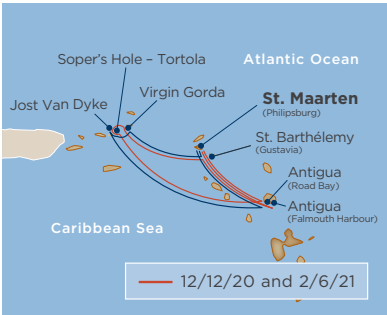 Soper's Hole – Tortola
Atlantic Ocean
Virgin Gorda
Jost Van Dyke
St. Maarten
(Philipsburg)
St. Barthélemy
(Gustavia)
Antigua
(Road Bay)
Antigua
(Falmouth Harbour)
Caribbean Sea
12/12/20 and 2/6/21